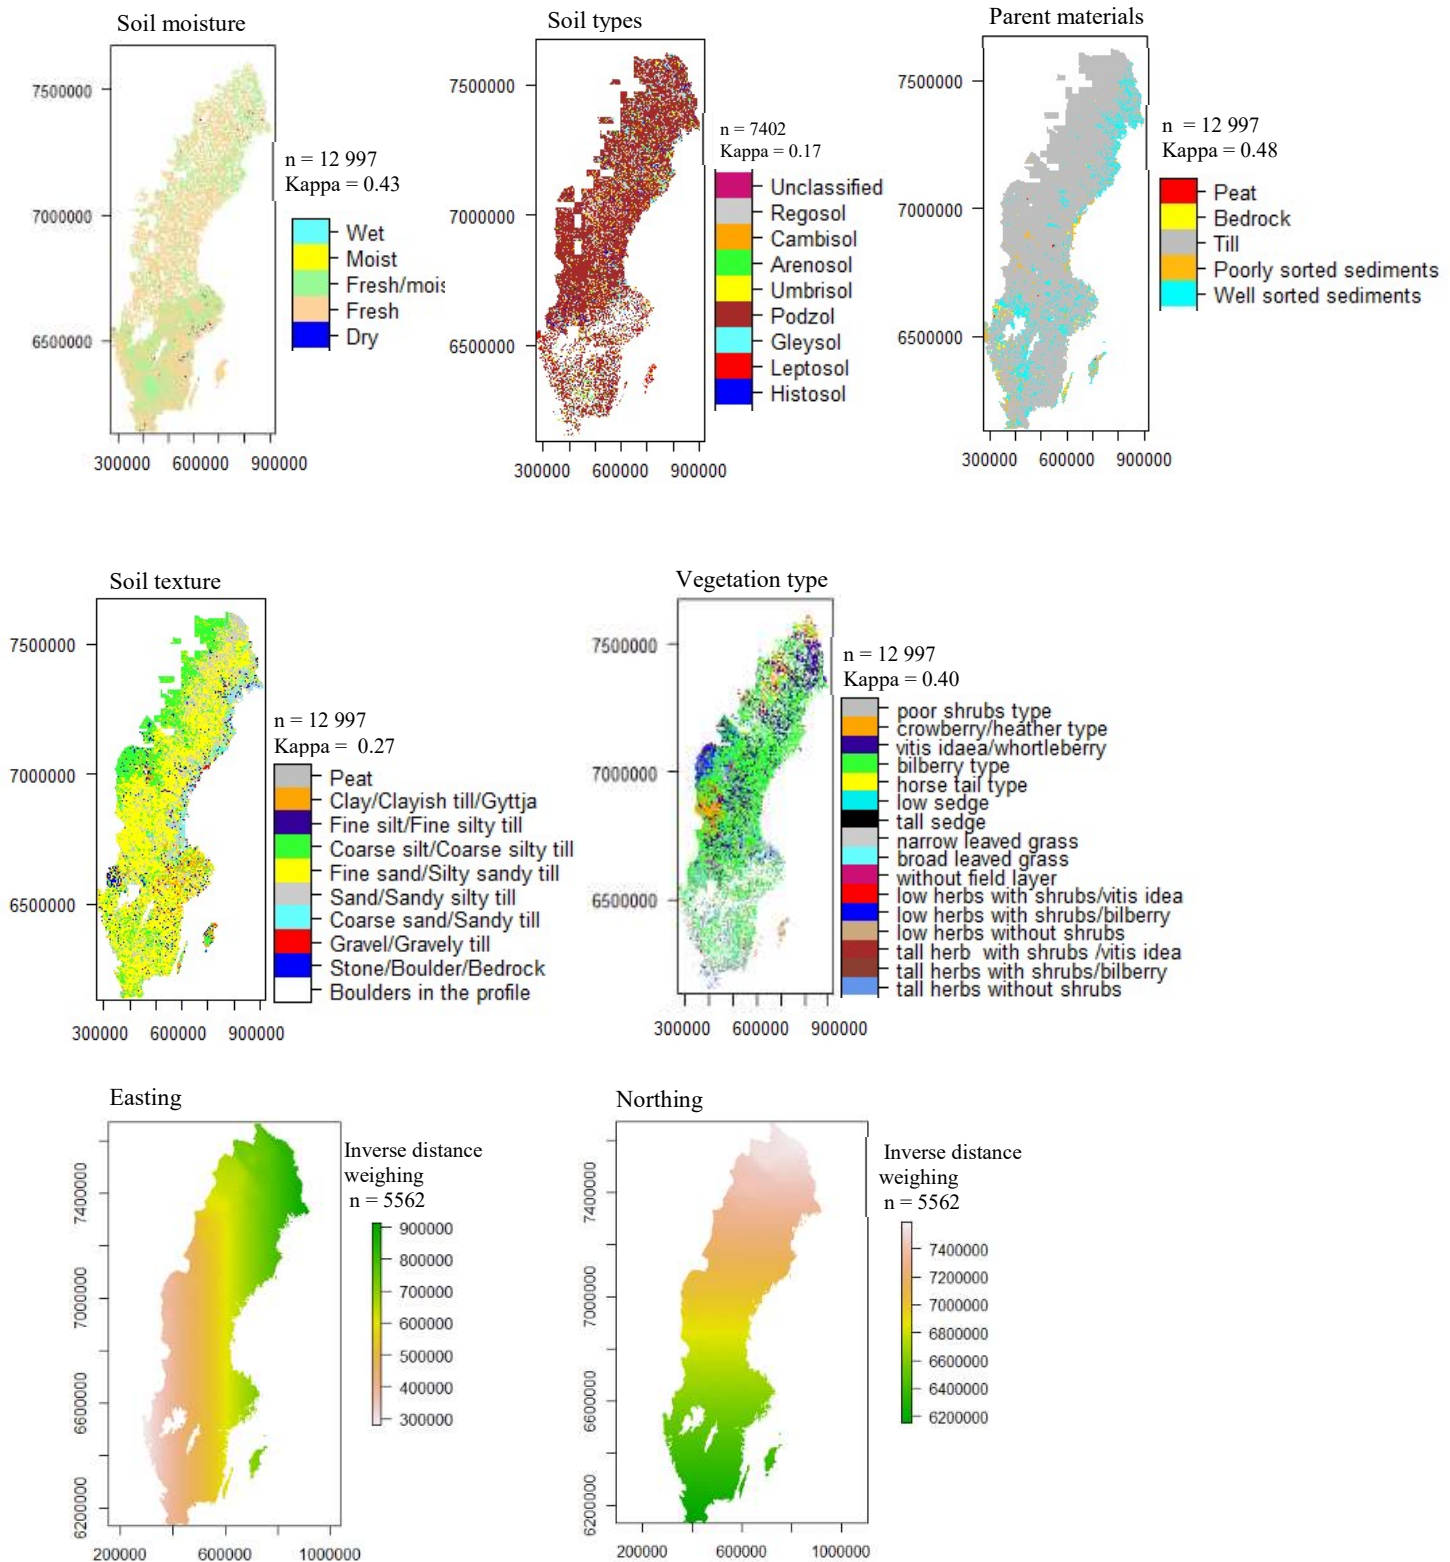 Soil moisture
7500000
7000000
6500000
300000 600000 900000
n = 12 997
Kappa = 0.43
Wet
Moist
Fresh/mois
Fresh
Dry
Soil types
7500000
7000000
6500000
300000 600000 900000
n = 7402
Kappa = 0.17
Unclassified
Regosol
Cambisol
Arenosol
Umbrisol
Podzol
Gleysol
Leptosol
Histosol
Parent materials
7500000
7000000
6500000
300000 600000 900000
n = 12 997
Kappa = 0.48
Peat
Bedrock
Till
Poorly sorted sediments
Well sorted sediments
Soil texture
7500000
7000000
6500000
300000 600000 900000
n = 12 997
Kappa = 0.27
Peat
Clay/Clayish till/Gyttja
Fine silt/Fine silty till
Coarse silt/Coarse silty till
Fine sand/Silty sandy till
Sand/Sandy silty till
Coarse sand/Sandy till
Gravel/Gravely till
Stone/Boulder/Bedrock
Boulders in the profile
Vegetation type
7500000
7000000
6500000
300000 600000 900000
n = 12 997
Kappa = 0.40
poor shrubs type
crowberry/heather type
vitis idaea/whortleberry
bilberry type
horse tail type
low sedge
tall sedge
narrow leaved grass
broad leaved grass
without field layer
low herbs with shrubs/vitis idea
low herbs with shrubs/bilberry
low herbs without shrubs
tall herb with shrubs /vitis idea
tall herbs with shrubs/bilberry
tall herbs without shrubs
Easting
7400000
7000000
6600000
6200000
200000 600000 1000000
Inverse distance
weighing
n = 5562
900000
800000
700000
600000
500000
400000
300000
Northing
7400000
7000000
6600000
6200000
200000 600000 1000000
Inverse distance
weighing
n = 5562
7400000
7200000
7000000
6800000
6600000
6400000
6200000